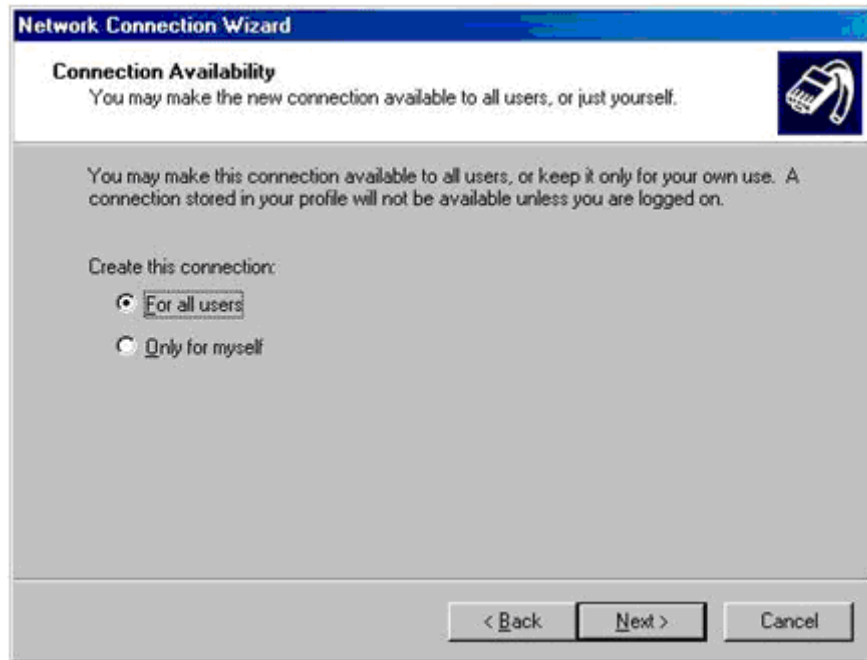 Network Connection Wizard
Connection Availability
You may make the new connection available to all users, or just yourself.
You may make this connection available to all users, or keep it only for your own use. A
connection stored in your profile will not be available unless you are logged on.
Create this connection:
For all users
Only for myself
< Back
Next >
Cancel